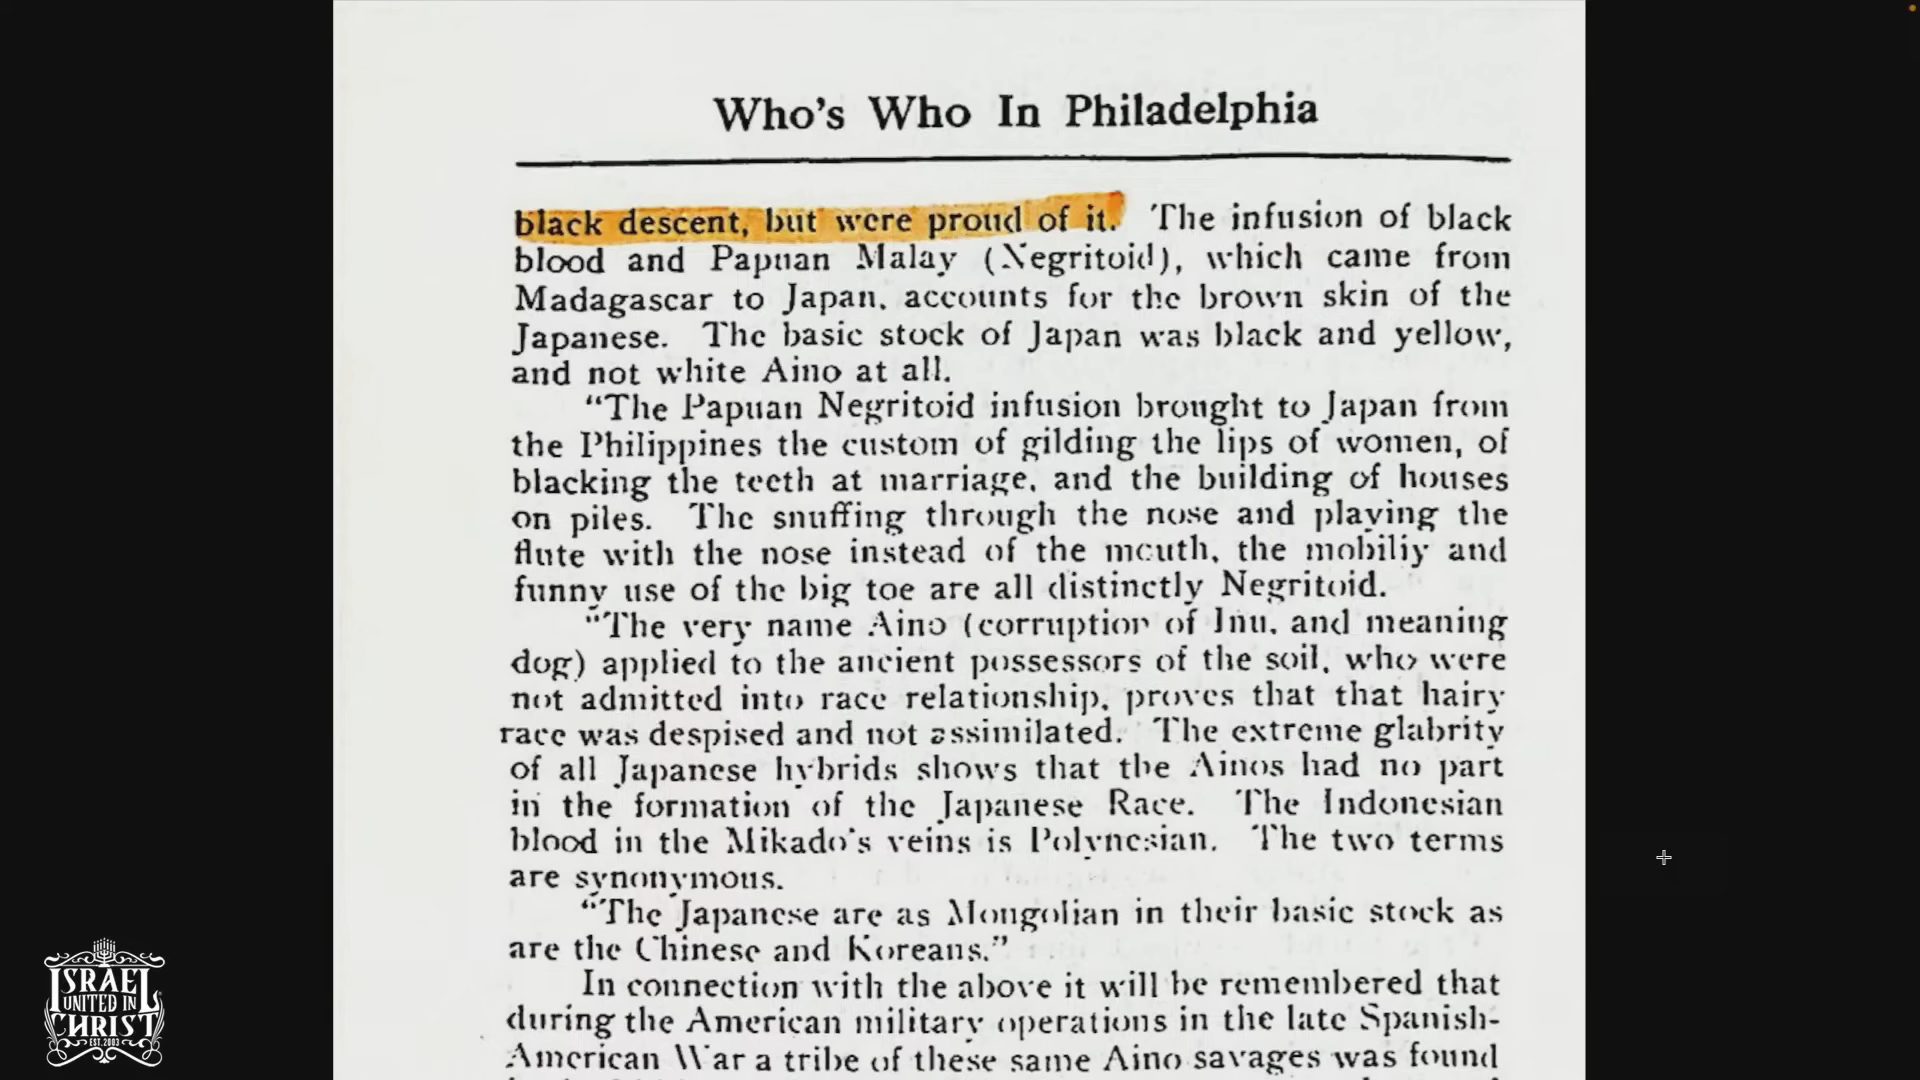 Who's Who In Philadelphia
black descent, but were proud of it. The infusion of black
blood and Papuan Malay (Negritoid), which came from
Madagascar to Japan, accounts for the brown skin of the
Japanese. The basic stock of Japan was black and yellow,
and not white Aino at all.
"The Papuan Negritoid infusion brought to Japan from
the Philippines the custom of gilding the lips of women, of
blacking the teeth at marriage, and the building of houses
on piles. The snuffing through the nose and playing the
flute with the nose instead of the mouth, the mobiliy and
funny use of the big toe are all distinctly Negritoid.
"The very name Aino (corruption of Inu, and meaning
dog) applied to the ancient possessors of the soil, who were
not admitted into race relationship, proves that that hairy
race was despised and not assimilated. The extreme glabrity
of all Japanese hybrids shows that the Ainos had no part
in the formation of the Japanese Race. The Indonesian
blood in the Mikado's veins is Polynesian. The two terms
are synonymous.
"The Japanese are as Mongolian in their basic stock as
are the Chinese and Koreans."
In connection with the above it will be remembered that
during the American military operations in the late Spanish-
American War a tribe of these same Aino savages was found
ISRAEL
UNITED IN
CHRIST
EST. 2003